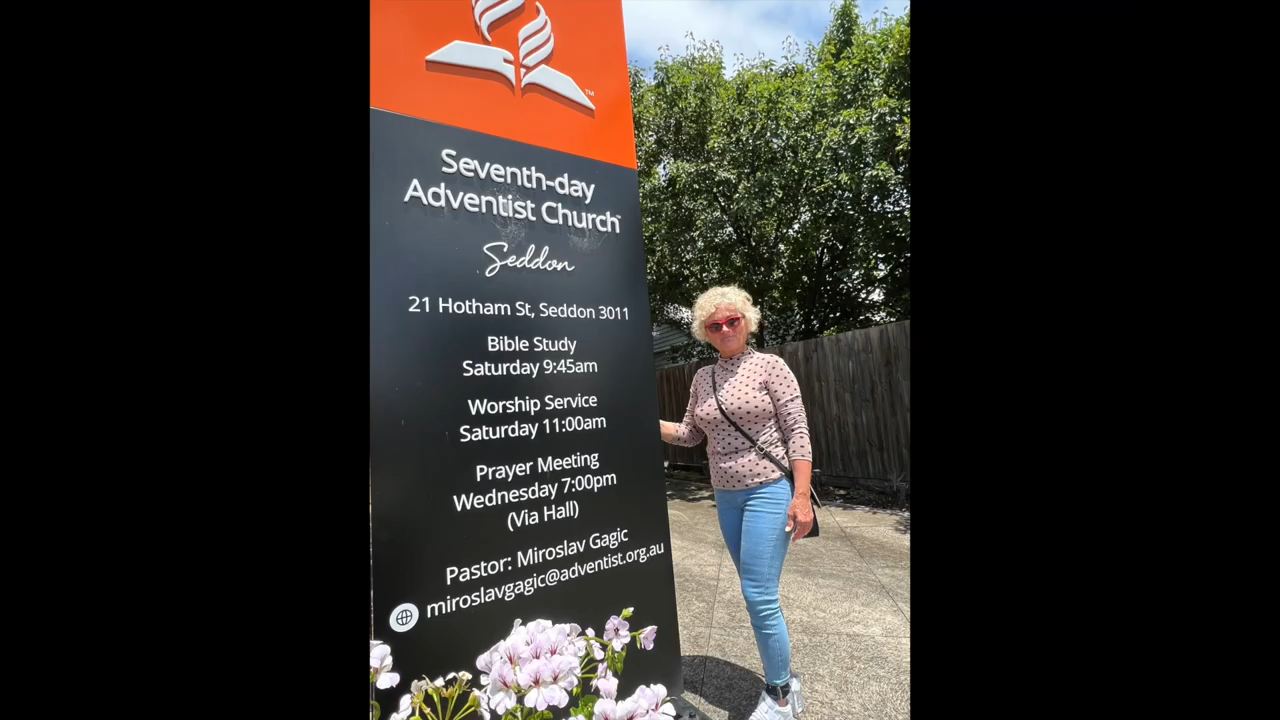 TM
Seventh-day
Adventist Church
Seddon
21 Hotham St, Seddon 3011
Bible Study
Saturday 9:45am
Worship Service
Saturday 11:00am
Prayer Meeting
Wednesday 7:00pm
(Via Hall)
Pastor: Miroslav Gagic
miroslavgagic@adventist.org.au